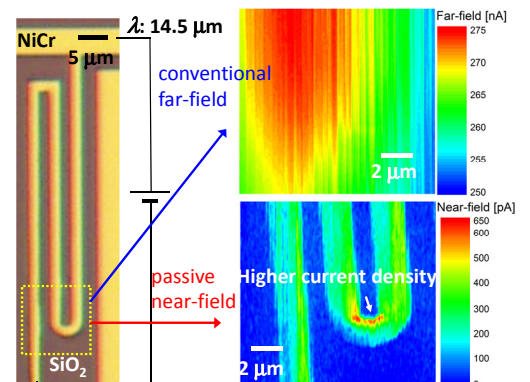 NiCr
5 μm
λ: 14.5 μm
conventional
far-field
passive
near-field
SiO2
Far-field [nA]
275
270
265
260
255
250
2 μm
Near-field [pA]
650
600
500
400
300
200
100
0
Higher current density
2 μm